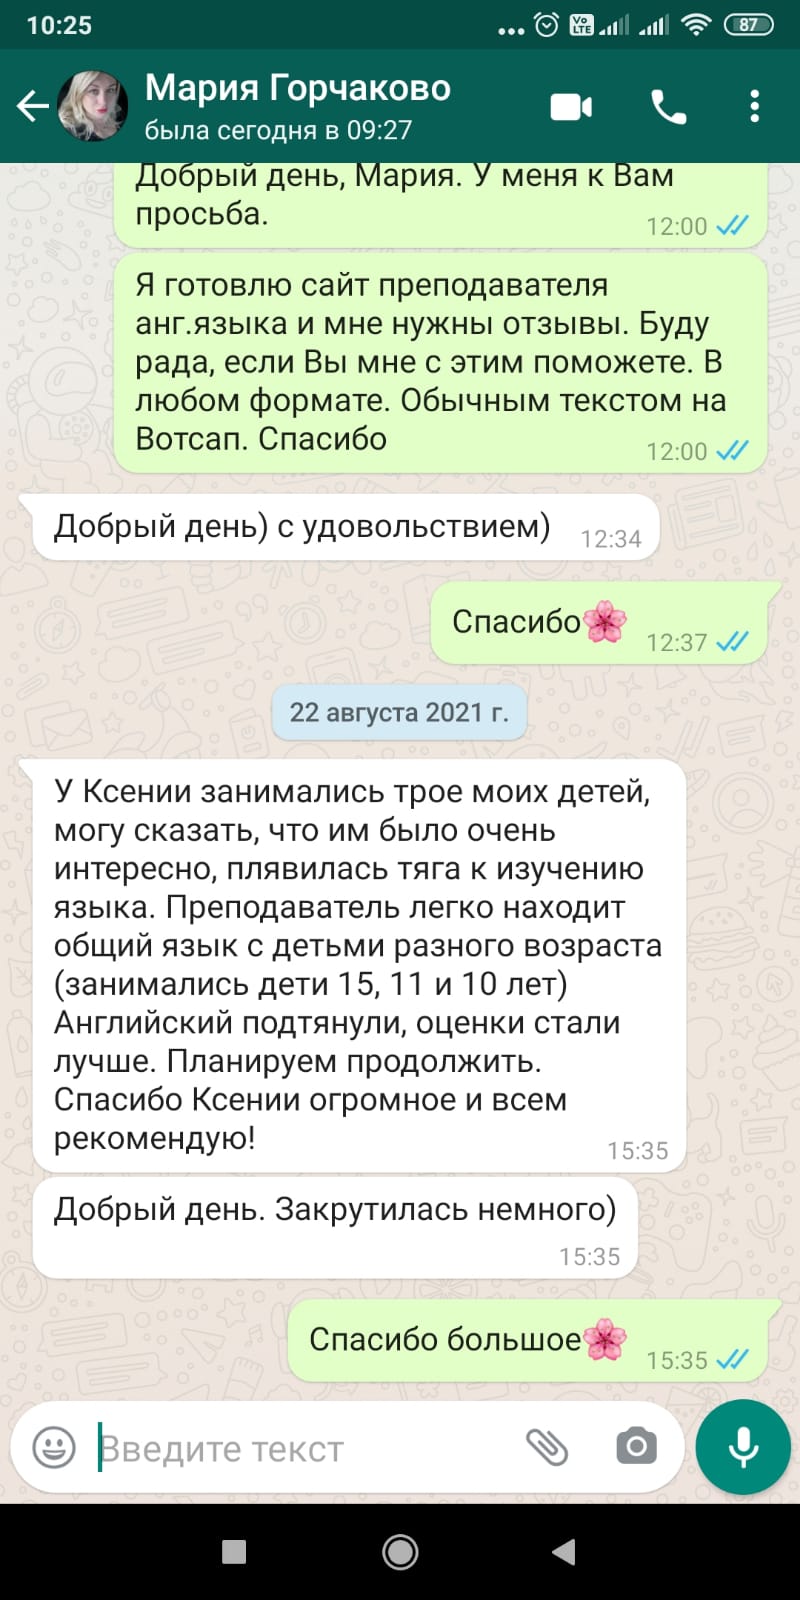 10:25
Vo
LTE
87
Мария Горчаково
была сегодня в 09:27
Добрый день, Мария. У меня к Вам
просьба.
12:00
Я готовлю сайт преподавателя
анг.языка и мне нужны отзывы. Буду
рада, если Вы мне с этим поможете. В
любом формате. Обычным текстом на
Вотсап. Спасибо
12:00
Добрый день) с удовольствием)
12:34
Спасибо🌸
12:37
22 августа 2021 г.
У Ксении занимались трое моих детей,
могу сказать, что им было очень
интересно, плявилась тяга к изучению
языка. Преподаватель легко находит
общий язык с детьми разного возраста
(занимались дети 15, 11 и 10 лет)
Английский подтянули, оценки стали
лучше. Планируем продолжить.
Спасибо Ксении огромное и всем
рекомендую!
15:35
Добрый день. Закрутилась немного)
15:35
Спасибо большое🌸
15:35
Введите текст